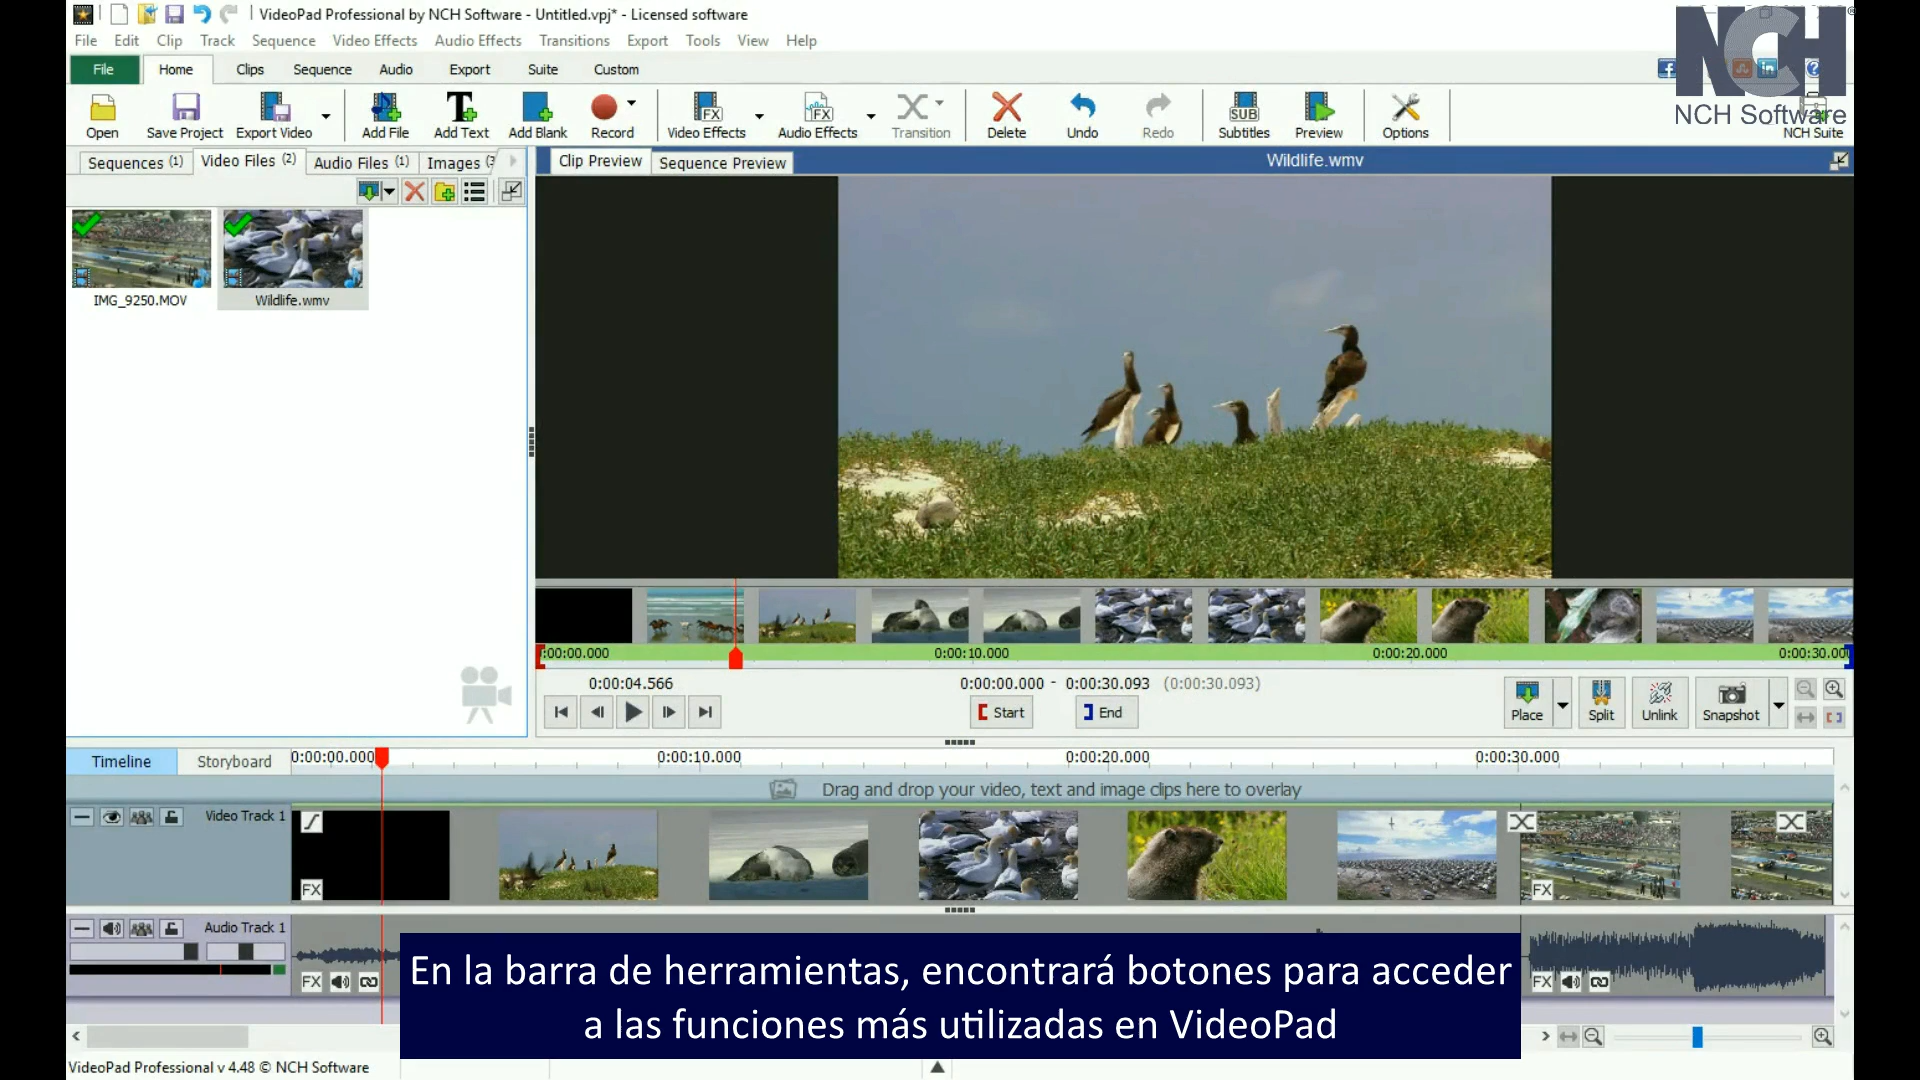 VideoPad Professional by NCH Software - Untitled.vpj* - Licensed software
File Edit Clip Track Sequence Video Effects Audio Effects Transitions Export Tools View Help
File Home Clips Sequence Audio Export Suite Custom
NCH
NCH Software
Open Save Project Export Video Add File Add Text Add Blank Record Video Effects Audio Effects Transition Delete Undo Redo Subtitles Preview Options NCH Suite
Sequences (1) Video Files (2) Audio Files (1) Images
Clip Preview Sequence Preview Wildlife.wmv
IMG_9250.MOV Wildlife.wmv
:00:00.000 0:00:10.000 0:00:20.000 0:00:30.00
0:00:04.566 0:00:00.000 - 0:00:30.093 (0:00:30.093)
Start End
Place Split Unlink Snapshot
Timeline Storyboard 0:00:00.000 0:00:10.000 0:00:20.000 0:00:30.000
Drag and drop your video, text and image clips here to overlay
Video Track 1
FX FX
Audio Track 1
FX FX
En la barra de herramientas, encontrará botones para acceder
a las funciones más utilizadas en VideoPad
VideoPad Professional v 4.48 © NCH Software